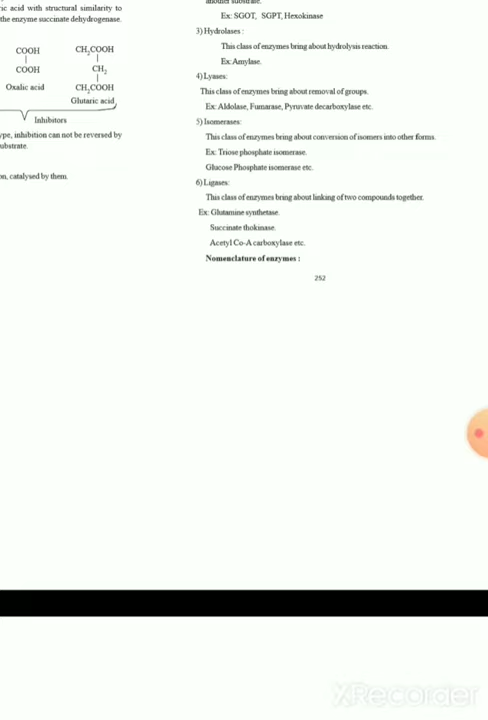 ric acid with structural similarity to
the enzyme succinate dehydrogenase.
COOH
|
COOH
Oxalic acid
CH₂COOH
|
CH₂
|
CH₂COOH
Glutaric acid
Inhibitors
ype, inhibition can not be reversed by
ubstrate.
on, catalysed by them.
another substrate.
Ex: SGOT, SGPT, Hexokinase
3) Hydrolases :
This class of enzymes bring about hydrolysis reaction.
Ex: Amylase.
4) Lyases:
This class of enzymes bring about removal of groups.
Ex: Aldolase, Fumarase, Pyruvate decarboxylase etc.
5) Isomerases:
This class of enzymes bring about conversion of isomers into other forms.
Ex: Triose phosphate isomerase.
Glucose Phosphate isomerase etc.
6) Ligases:
This class of enzymes bring about linking of two compounds together.
Ex: Glutamine synthetase.
Succinate thokinase.
Acetyl Co-A carboxylase etc.
Nomenclature of enzymes :
252
XRecorder